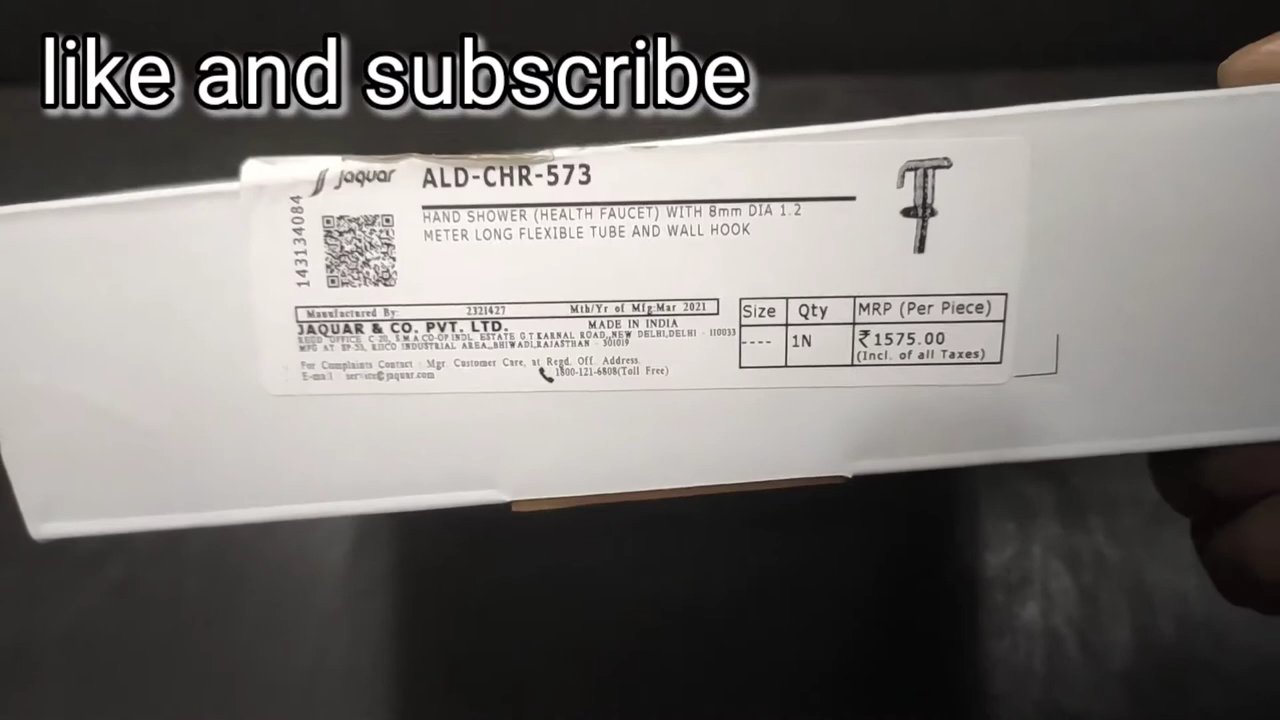 like and subscribe
Jaquar ALD-CHR-573
143134084
HAND SHOWER (HEALTH FAUCET) WITH 8mm DIA 1.2
METER LONG FLEXIBLE TUBE AND WALL HOOK
Manufactured By: 2321427 Mth/Yr of Mfg:Mar 2021
JAQUAR & CO. PVT. LTD. MADE IN INDIA
REGD OFFICE C-20, S.M.A CO-OP INDL ESTATE G.T KARNAL ROAD, NEW DELHI,DELHI - 110033
MFG AT SP-53, RIICO INDUSTRIAL AREA,BHIWADI,RAJASTHAN - 301019
For Complaints Contact : Mgr. Customer Care, at Regd. Off. Address.
E-mail : service@jaquar.com 1800-121-6808(Toll Free)
Size Qty MRP (Per Piece)
---- 1N ₹1575.00
(Incl. of all Taxes)